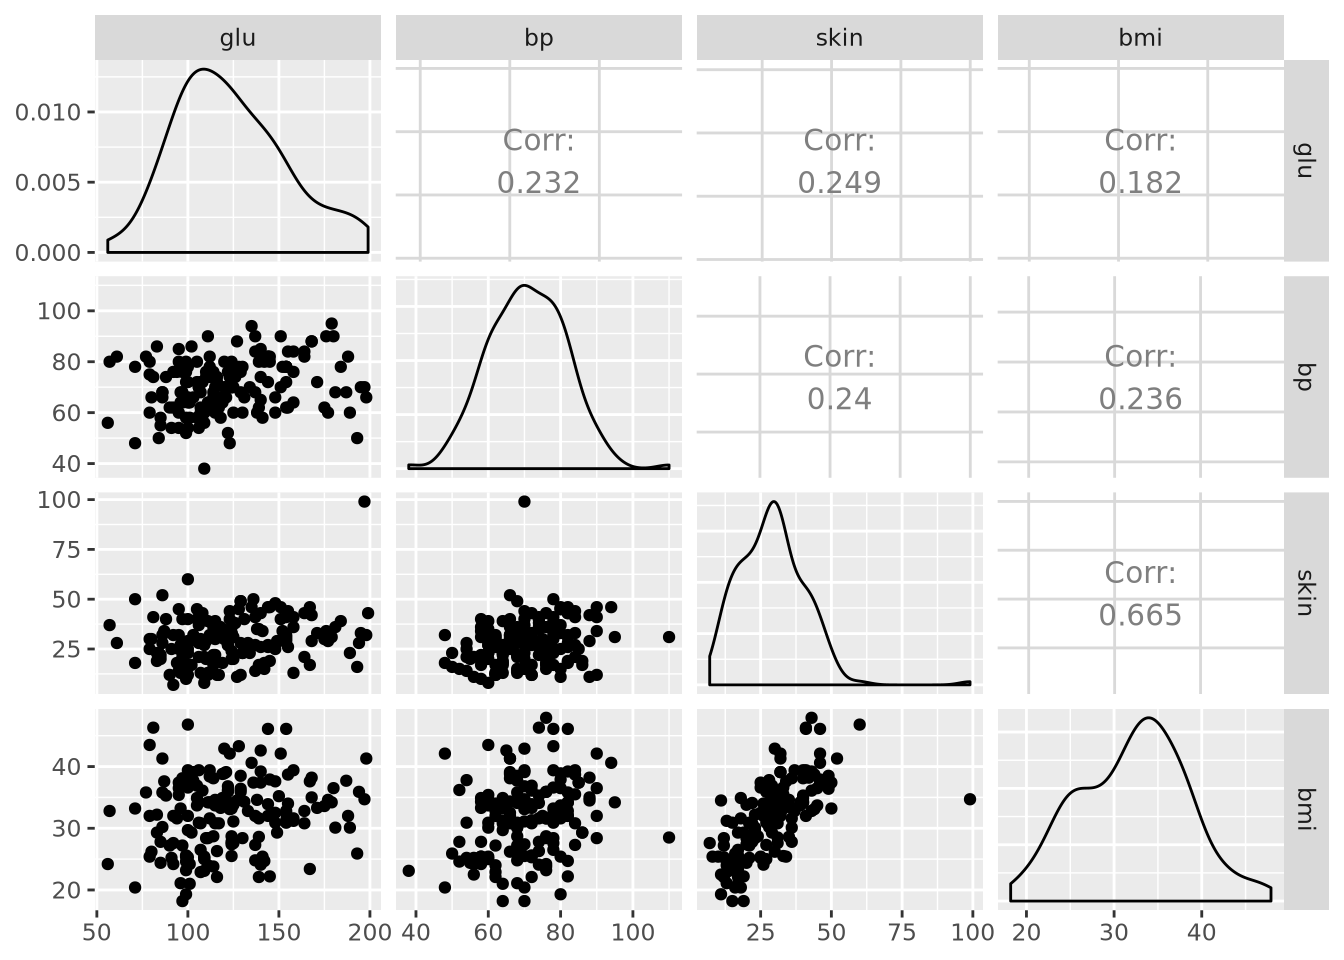 glu bp skin bmi
0.010
0.005
0.000
Corr:
0.232
Corr:
0.249
Corr:
0.182
glu
100
80
60
40
Corr:
0.24
Corr:
0.236
bp
100
75
50
25
Corr:
0.665
skin
40
30
20
bmi
50 100 150 200 40 60 80 100 25 50 75 100 20 30 40